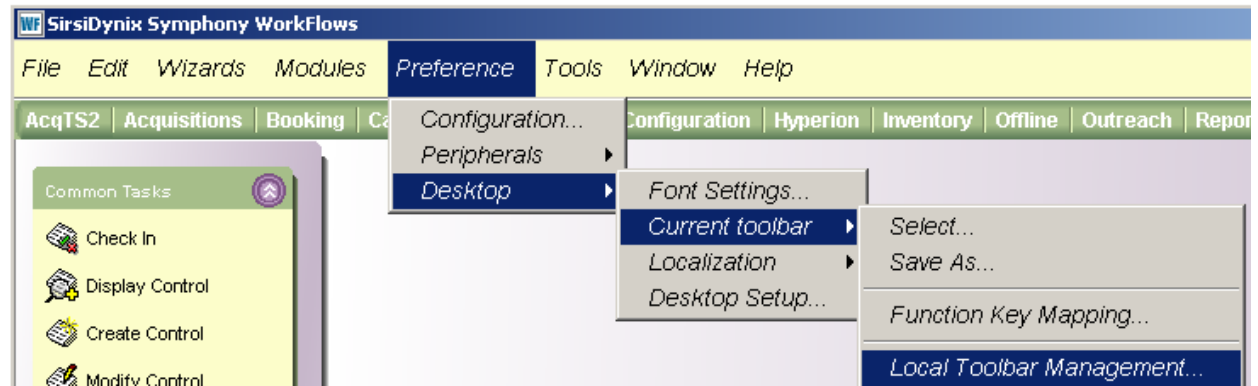 WF SirsiDynix Symphony WorkFlows
File Edit Wizards Modules Preference Tools Window Help
AcqTS2 Acquisitions Booking Configuration Hyperion Inventory Offline Outreach
Configuration...
Peripherals
Desktop
Font Settings...
Current toolbar
Localization
Desktop Setup...
Select...
Save As...
Function Key Mapping...
Local Toolbar Management...
Common Tasks
Check In
Display Control
Create Control
Modify Control